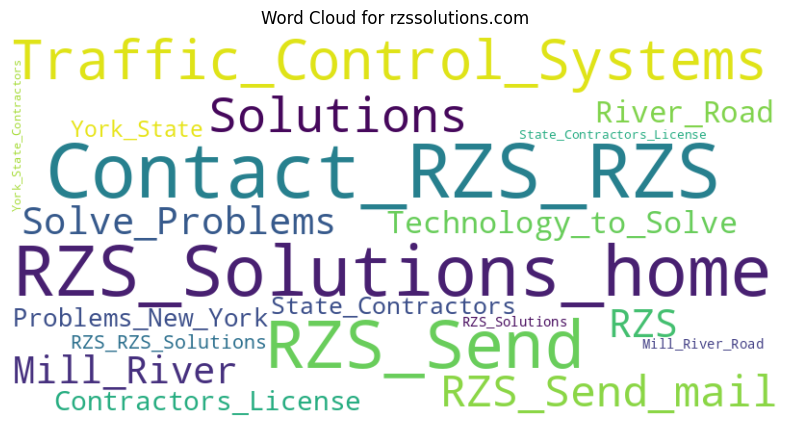 Word Cloud for rzssolutions.com
Traffic_Control_Systems
York_State_Contractors
Solutions
River_Road
York_State
State_Contractors_License
Contact_RZS_RZS
Solve_Problems
Technology_to_Solve
RZS_Solutions_home
State_Contractors
Problems_New_York
RZS_Solutions
RZS
RZS_Send
RZS_RZS_Solutions
Mill_River_Road
Mill_River
RZS_Send_mail
Contractors_License